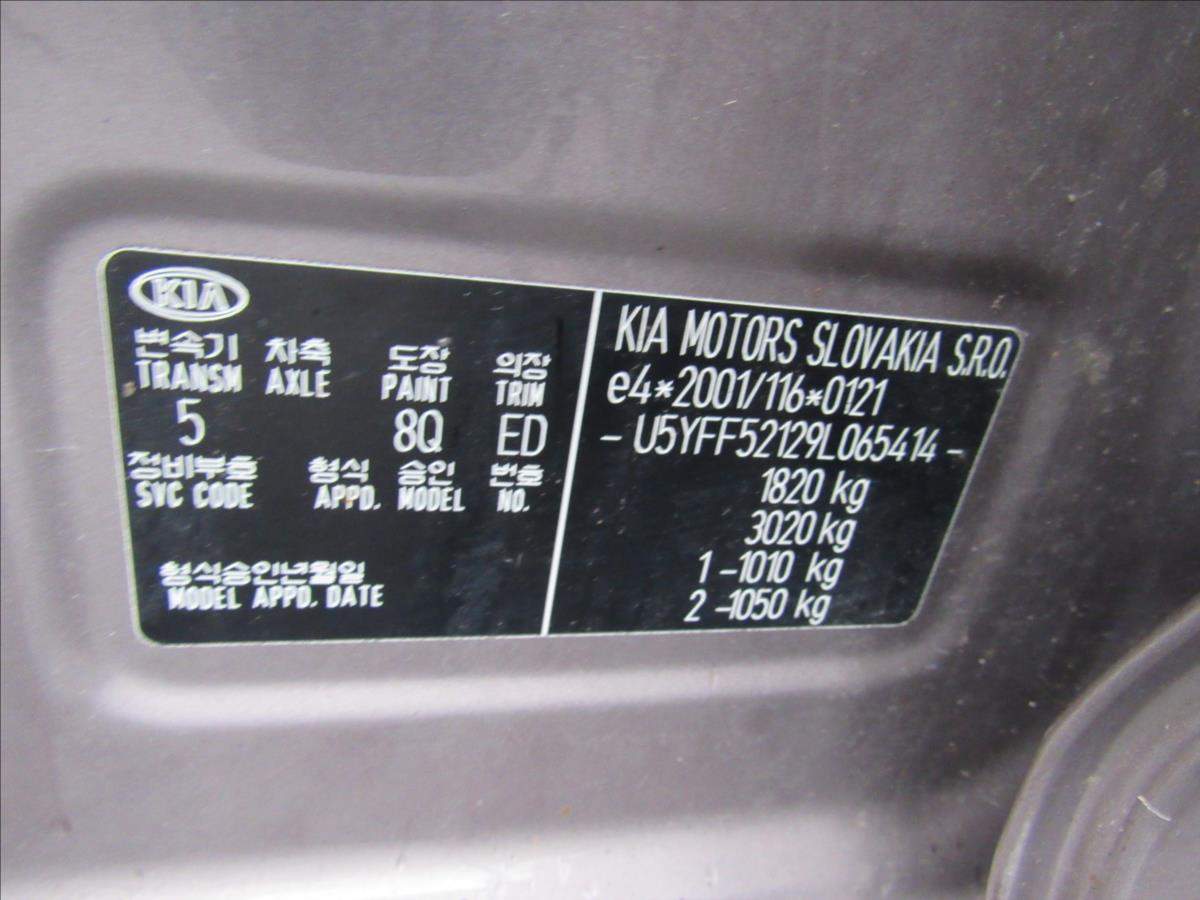 KIA
변속기 차축 도장 의장
TRANSM AXLE PAINT TRIM
5 8Q ED
정비부호 형식 승인 번호
SVC CODE APPD. MODEL NO.
형식승인년월일
MODEL APPD. DATE
KIA MOTORS SLOVAKIA S.R.O.
e4*2001/116*0121
- U5YFF52129L065414 -
1820 kg
3020 kg
1 -1010 kg
2 -1050 kg